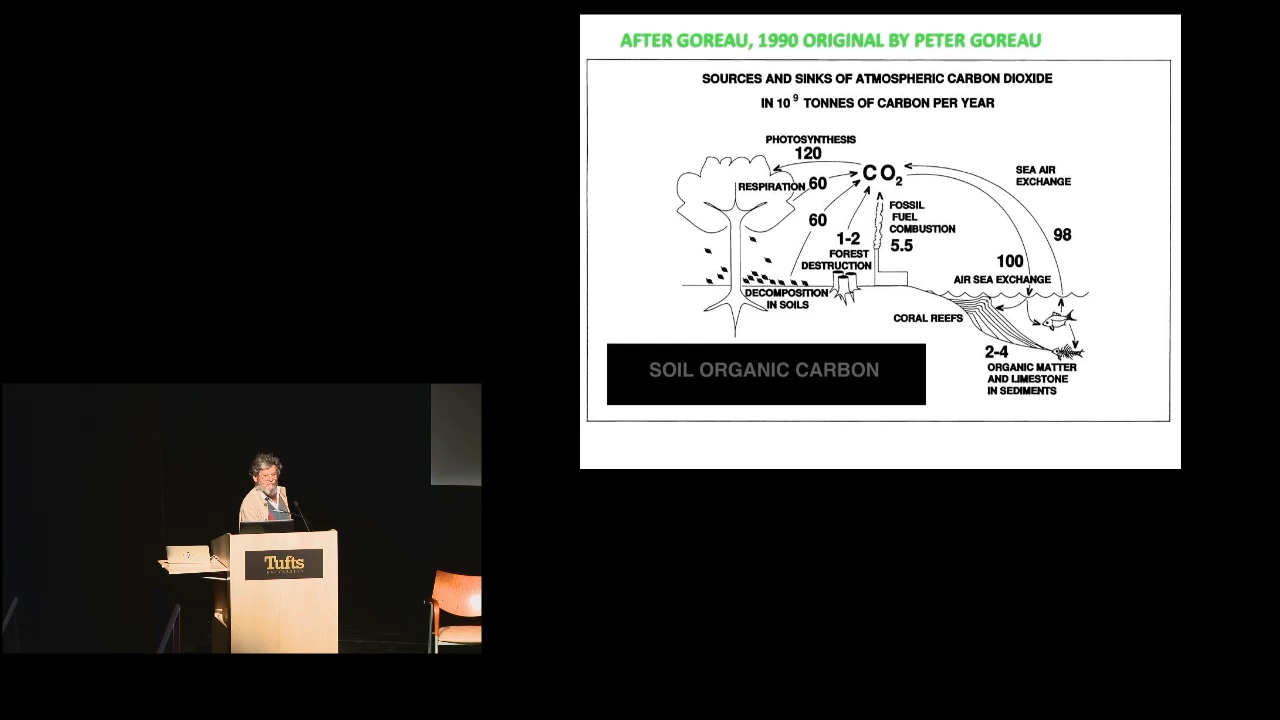 AFTER GOREAU, 1990 ORIGINAL BY PETER GOREAU
SOURCES AND SINKS OF ATMOSPHERIC CARBON DIOXIDE
IN 10⁹ TONNES OF CARBON PER YEAR
PHOTOSYNTHESIS
120
CO₂
SEA AIR
EXCHANGE
RESPIRATION 60
60
FOSSIL
FUEL
COMBUSTION
5.5
1-2
FOREST
DESTRUCTION
98
100
AIR SEA EXCHANGE
DECOMPOSITION
IN SOILS
CORAL REEFS
2-4
ORGANIC MATTER
AND LIMESTONE
IN SEDIMENTS
SOIL ORGANIC CARBON
Tufts
UNIVERSITY